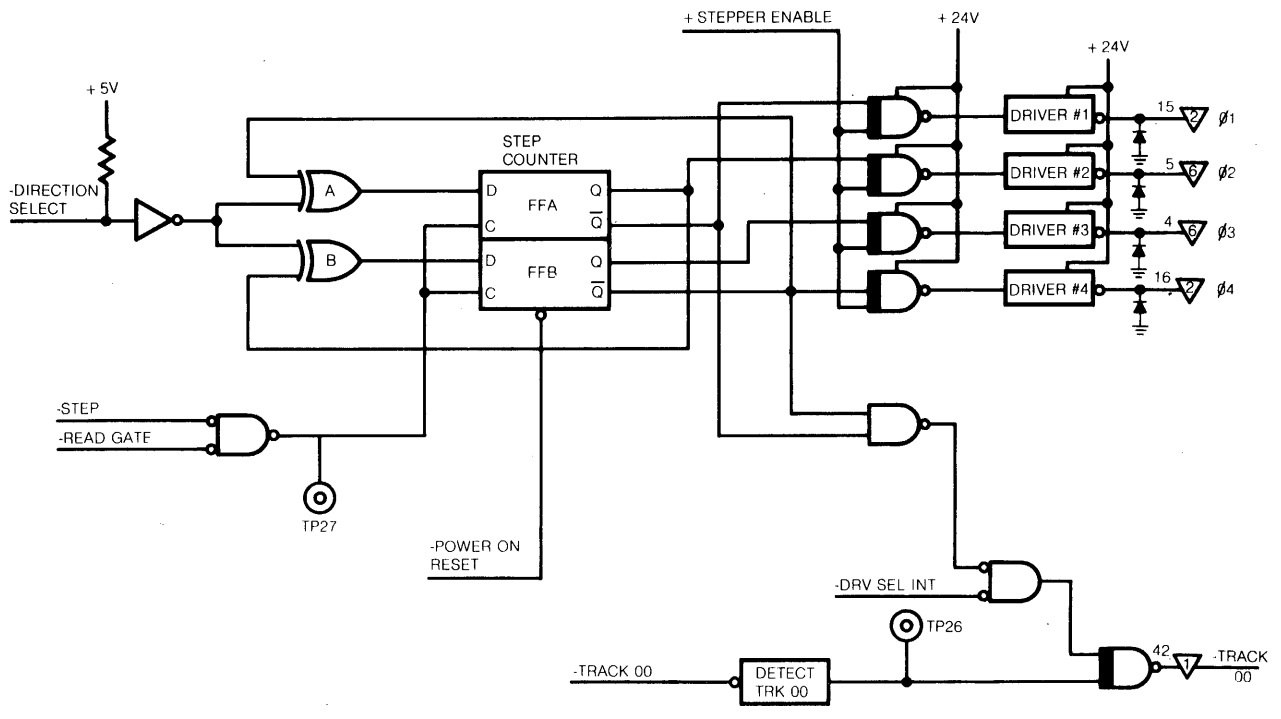 + STEPPER ENABLE
+ 24V
+ 24V
+ 5V
-DIRECTION
SELECT
A
B
STEP
COUNTER
D
FFA
Q
C
Q
D
FFB
Q
C
Q
DRIVER #1
15
2
Ø1
DRIVER #2
5
6
Ø2
DRIVER #3
4
6
Ø3
DRIVER #4
16
2
Ø4
-STEP
-READ GATE
TP27
-POWER ON
RESET
-DRV SEL INT
TP26
-TRACK 00
DETECT
TRK 00
42
1
-TRACK
00